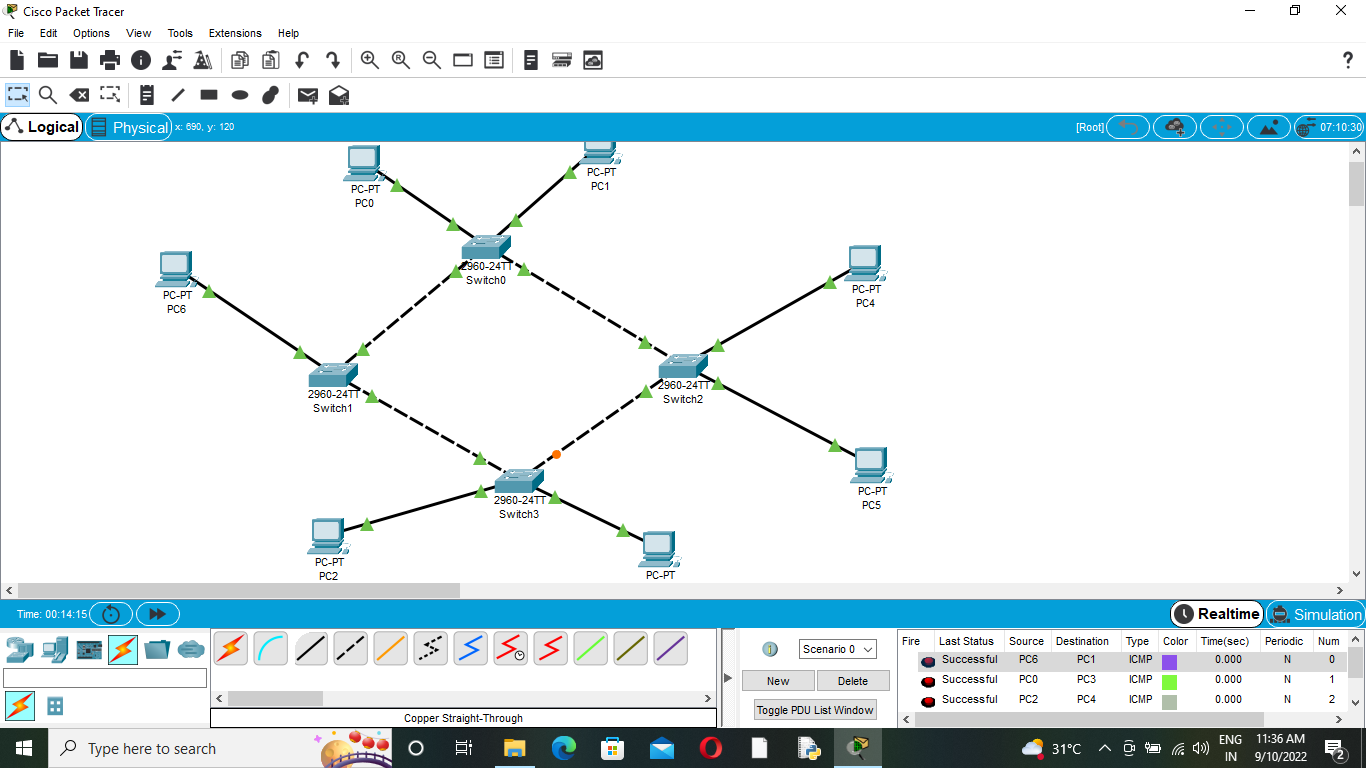 Cisco Packet Tracer
File Edit Options View Tools Extensions Help
Logical Physical x: 690, y: 120 [Root] 07:10:30
PC-PT
PC0
PC-PT
PC1
2960-24TT
Switch0
PC-PT
PC6
PC-PT
PC4
2960-24TT
Switch1
2960-24TT
Switch2
PC-PT
PC5
2960-24TT
Switch3
PC-PT
PC2
PC-PT
Time: 00:14:15 Realtime Simulation
Scenario 0
New Delete
Toggle PDU List Window
Copper Straight-Through
Fire Last Status Source Destination Type Color Time(sec) Periodic Num
Successful PC6 PC1 ICMP 0.000 N 0
Successful PC0 PC3 ICMP 0.000 N 1
Successful PC2 PC4 ICMP 0.000 N 2
Type here to search
31°C
ENG
IN
11:36 AM
9/10/2022
2